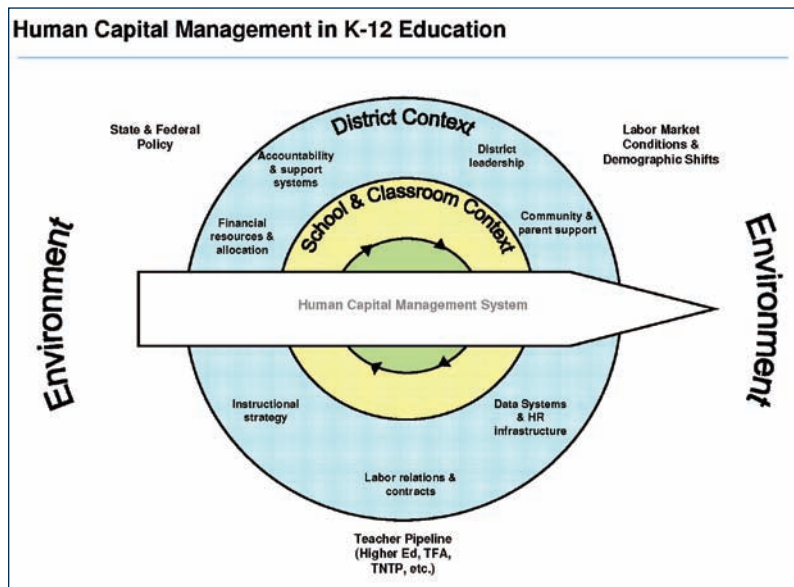 Human Capital Management in K-12 Education
State & Federal
Policy
District Context
Labor Market
Conditions &
Demographic Shifts
Accountability
& support
systems
District
leadership
School & Classroom Context
Financial
resources &
allocation
Community &
parent support
Environment
Human Capital Management System
Environment
Instructional
strategy
Data Systems
& HR
infrastructure
Labor relations &
contracts
Teacher Pipeline
(Higher Ed, TFA,
TNTP, etc.)